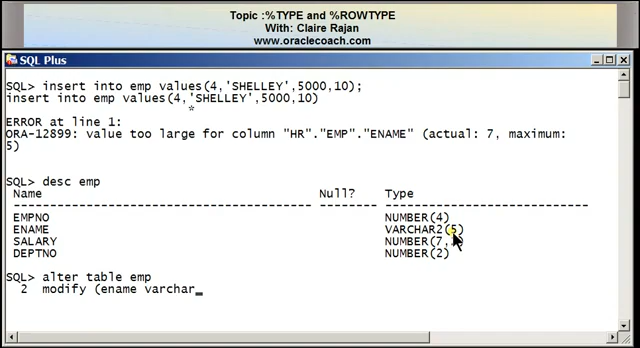 Topic :%TYPE and %ROWTYPE
With: Claire Rajan
www.oraclecoach.com
SQL Plus
SQL> insert into emp values(4,'SHELLEY',5000,10);
insert into emp values(4,'SHELLEY',5000,10)
*
ERROR at line 1:
ORA-12899: value too large for column "HR"."EMP"."ENAME" (actual: 7, maximum:
5)
SQL> desc emp
Name Null? Type
EMPNO NUMBER(4)
ENAME VARCHAR2(5)
SALARY NUMBER(7,
DEPTNO NUMBER(2)
SQL> alter table emp
2 modify (ename varchar_